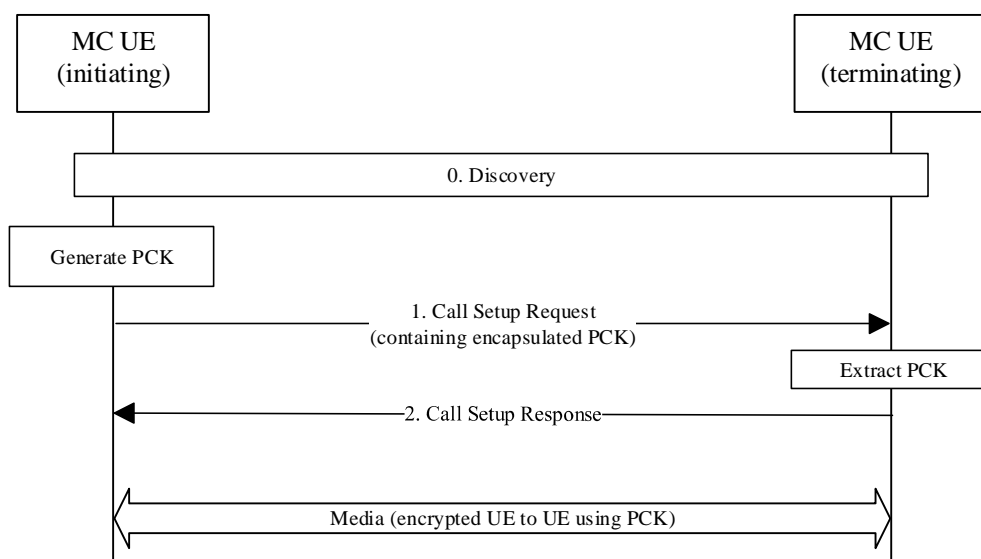 MC UE
(initiating)
MC UE
(terminating)
0. Discovery
Generate PCK
1. Call Setup Request
(containing encapsulated PCK)
Extract PCK
2. Call Setup Response
Media (encrypted UE to UE using PCK)